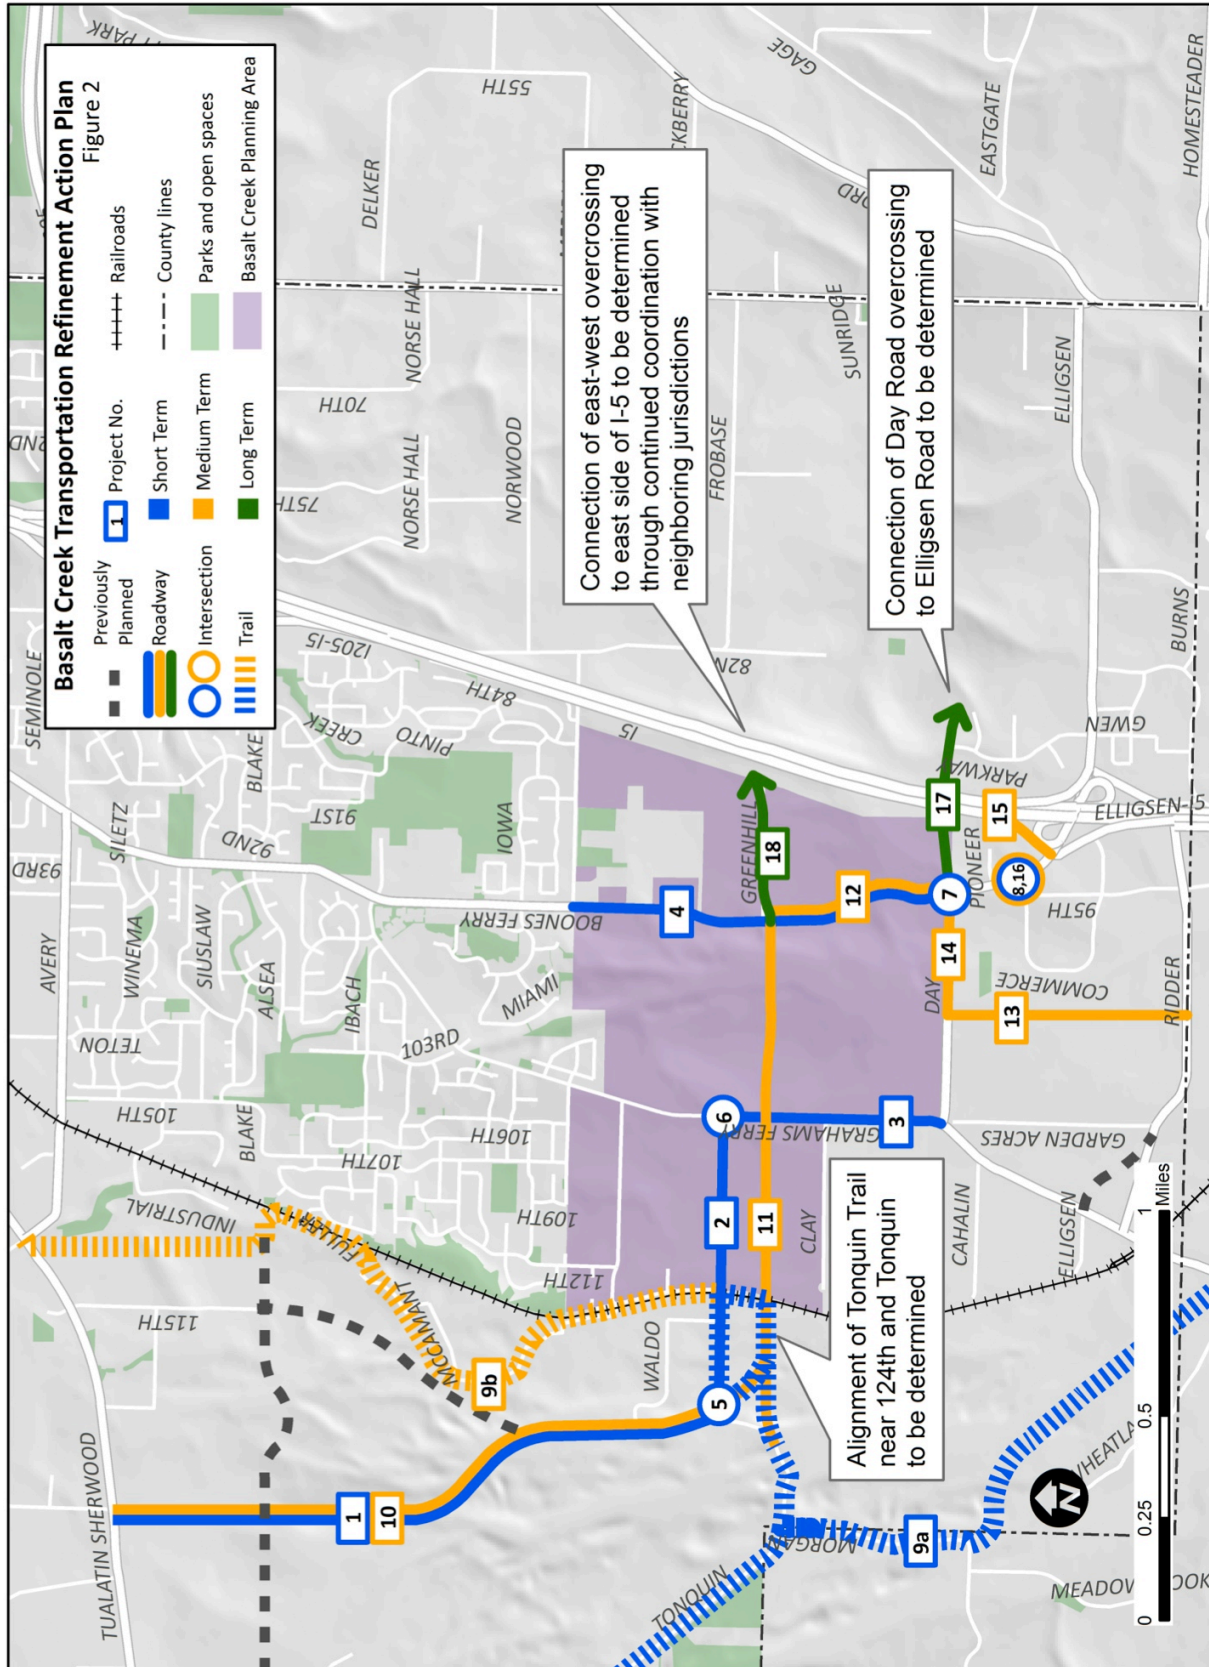 Basalt Creek Transportation Refinement Action Plan
Figure 2
Previously
Planned
Roadway
Intersection
Trail
1
Project No.
Short Term
Medium Term
Long Term
Railroads
County lines
Parks and open spaces
Basalt Creek Planning Area
Connection of east-west overcrossing
to east side of I-5 to be determined
through continued coordination with
neighboring jurisdictions
Connection of Day Road overcrossing
to Elligsen Road to be determined
Alignment of Tonquin Trail
near 124th and Tonquin
to be determined
TUALATIN SHERWOOD
AVERY
TETON
WINEMA
SILETZ
SEMINOLE
93RD
SIUSLAW
92ND
BLAKE
ALSEA
IBACH
91ST
CREEK
PINTO
84TH
I205-I5
105TH
BLAKE
INDUSTRIAL
115TH
107TH
106TH
103RD
109TH
112TH
MCCAMMANT
IOWA
MIAMI
BOONES FERRY
I5
75TH
70TH
55TH
DELKER
NORSE HALL
NORSE HALL
NORWOOD
FROBASE
82N
SUNRIDGE
GAGE
EASTGATE
HOMESTEADER
ELLIGSEN
BURNS
GWEN
PARKWAY
ELLIGSEN-I5
PIONEER
95TH
COMMERCE
RIDDER
DAY
GREENHILL
GRAHAMS FERRY
GARDEN ACRES
CLAY
CAHALIN
ELLIGSEN
WALDO
TONQUIN
MORGAN
1
10
9b
5
2
6
11
4
18
12
3
7
17
14
13
15
8,16
9a
N
0
0.25
0.5
1
Miles